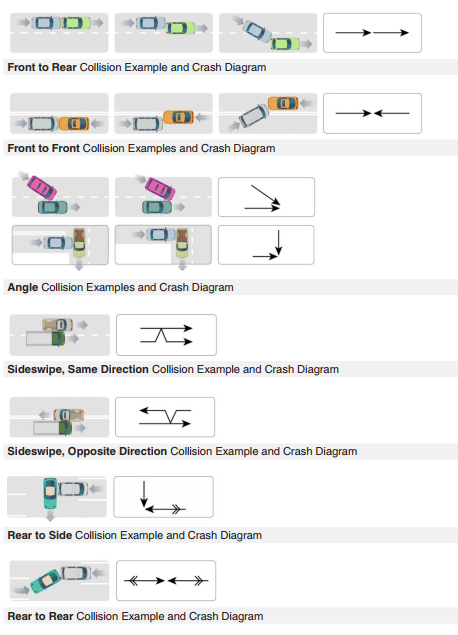 Front to Rear Collision Example and Crash Diagram
Front to Front Collision Examples and Crash Diagram
Angle Collision Examples and Crash Diagram
Sideswipe, Same Direction Collision Example and Crash Diagram
Sideswipe, Opposite Direction Collision Example and Crash Diagram
Rear to Side Collision Example and Crash Diagram
Rear to Rear Collision Example and Crash Diagram